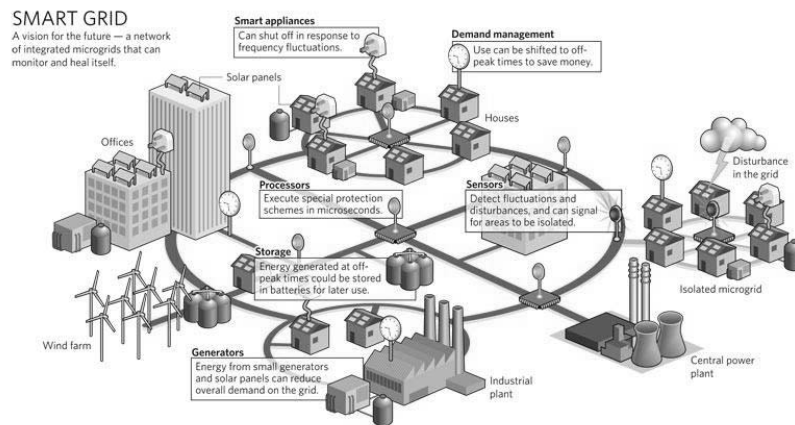 SMART GRID
A vision for the future — a network
of integrated microgrids that can
monitor and heal itself.
Smart appliances
Can shut off in response to
frequency fluctuations.
Demand management
Use can be shifted to off-
peak times to save money.
Solar panels
Houses
Offices
Disturbance
in the grid
Processors
Execute special protection
schemes in microseconds.
Sensors
Detect fluctuations and
disturbances, and can signal
for areas to be isolated.
Storage
Energy generated at off-
peak times could be stored
in batteries for later use.
Isolated microgrid
Wind farm
Generators
Energy from small generators
and solar panels can reduce
overall demand on the grid.
Industrial
plant
Central power
plant